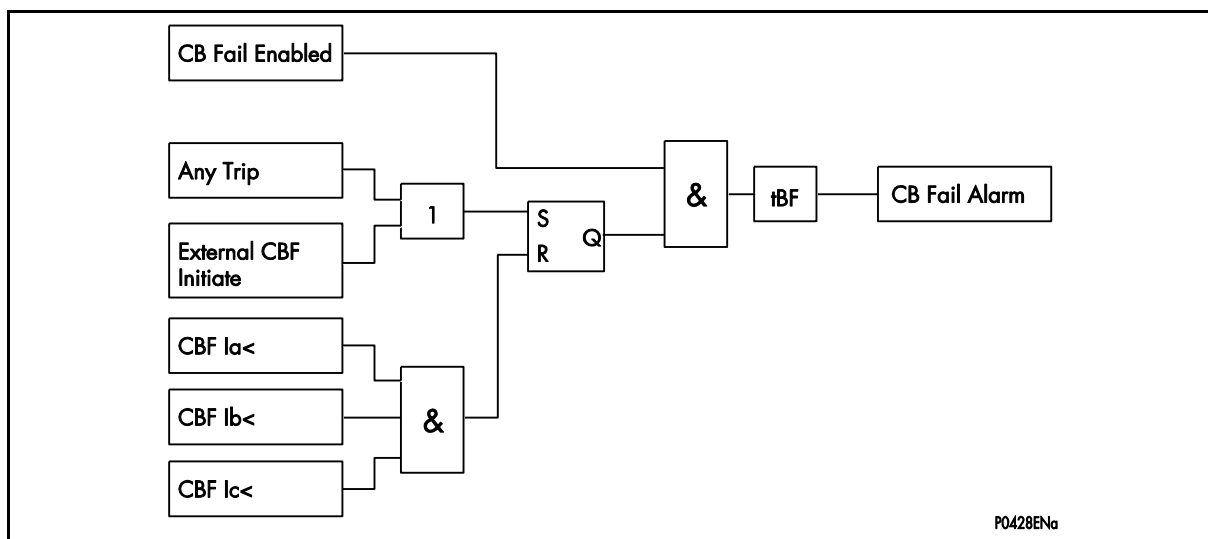 CB Fail Enabled
Any Trip
External CBF
Initiate
1
S
R
Q
&
tBF
CB Fail Alarm
CBF Ia<
CBF Ib<
CBF Ic<
&
P0428ENa